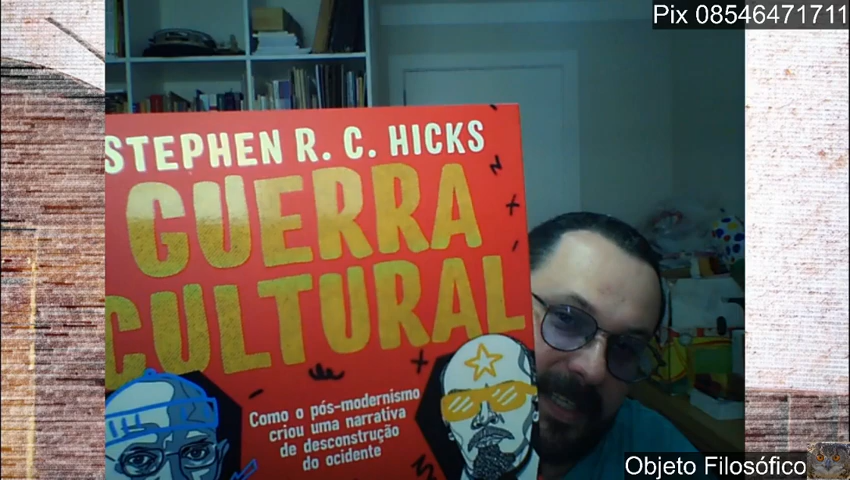 Pix 08546471711
STEPHEN R. C. HICKS
GUERRA
CULTURAL
Como o pós-modernismo
criou uma narrativa
de desconstrução
do ocidente
Objeto Filosófico